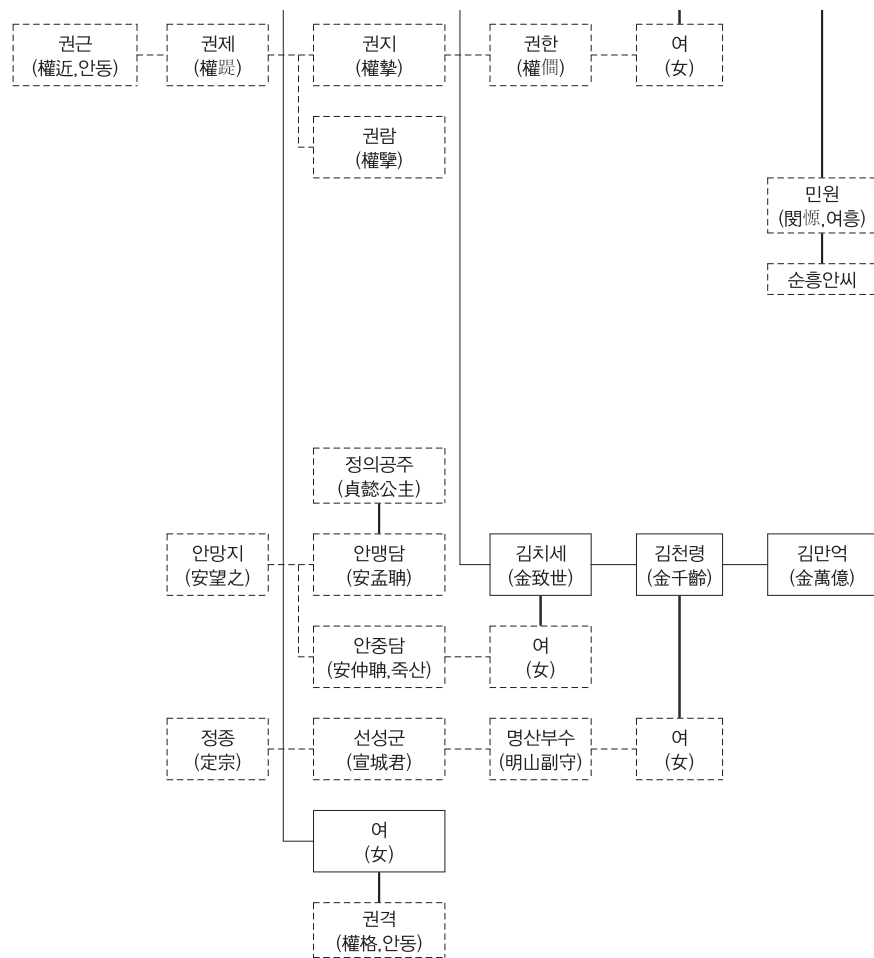 권근
(權近,안동)
권제
(權踶)
권지
(權摯)
권한
(權僩)
여
(女)
권람
(權擥)
민원
(閔㥳,여흥)
순흥안씨
정의공주
(貞懿公主)
안망지
(安望之)
안맹담
(安孟聃)
김치세
(金致世)
김천령
(金千齡)
김만억
(金萬億)
안중담
(安仲聃,죽산)
여
(女)
정종
(定宗)
선성군
(宣城君)
명산부수
(明山副守)
여
(女)
여
(女)
권격
(權格,안동)